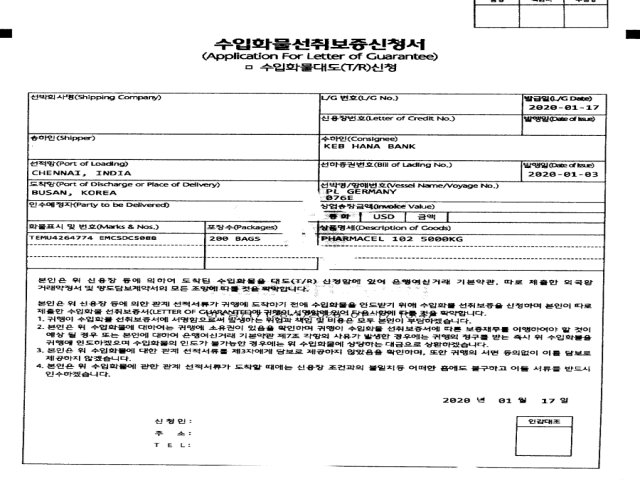 수입화물선취보증신청서
(Application For Letter of Guarantee)
□ 수입화물대도(T/R)신청
선박회사명(Shipping Company)
L/G 번호(L/G No.)
발급일(L/G Date)
2020-01-17
신용장번호(Letter of Credit No.)
발행일(Date of Issue)
송하인(Shipper)
수하인(Consignee)
KEB HANA BANK
선적항(Port of Loading)
CHENNAI, INDIA
선하증권번호(Bill of Lading No.)
발행일(Date of Issue)
2020-01-03
도착항(Port of Discharge or Place of Delivery)
BUSAN, KOREA
선박명/항해번호(Vessel Name/Voyage No.)
PL GERMANY
076E
인수예정자(Party to be Delivered)
상업송장금액(Invoice Value)
통 화 USD 금액
화물표시 및 번호(Marks & Nos.)
포장수(Packages)
상품명세(Description of Goods)
TEMU4264774 EMCSDCS088
200 BAGS
PHARMACEL 102 5000KG
본인은 위 신용장 등에 의하여 도착된 수입화물을 대도(T/R) 신청함에 있어 은행여신거래 기본약관, 따로 제출한 외국환
거래약정서 및 양도담보계약서의 모든 조항에 따를 것을 확약합니다.
본인은 위 신용장 등에 의한 관계 선적서류가 귀행에 도착하기 전에 수입화물을 인도받기 위해 수입화물 선취보증을 신청하며 본인이 따로
제출한 수입화물 선취보증서(LETTER OF GUARANTEE)에 귀행이 서명함에 있어 다음사항에 따를 것을 확약합니다.
1. 귀행이 수입화물 선취보증서에 서명함으로써 발생하는 위험과 책임 및 비용은 모두 본인이 부담하겠습니다.
2. 본인은 위 수입화물에 대하여는 귀행에 소유권이 있음을 확인하며 귀행이 수입화물 선취보증서에 따른 보증채무를 이행하여야 할 것이
예상 될 경우 또는 본인에 대하여 은행여신거래 기본약관 제7조 각항의 사유가 발생한 경우에는 귀행의 청구를 받는 즉시 위 수입화물을
귀행에 인도하겠으며 수입화물의 인도가 불가능한 경우에는 위 수입화물에 상당하는 대금으로 상환하겠습니다.
3. 본인은 위 수입화물에 대한 관계 선적서류를 제3자에게 담보로 제공하지 않았음을 확인하며, 또한 귀행의 서면 동의없이 이를 담보로
제공하지 않겠습니다.
4. 본인은 위 수입화물에 관한 관계 선적서류가 도착할 때에는 신용장 조건과의 불일치등 어떠한 흠에도 불구하고 이들 서류를 반드시
인수하겠습니다.
2020 년 01 월 17 일
신 청 인:
주 소:
T E L:
인감대조